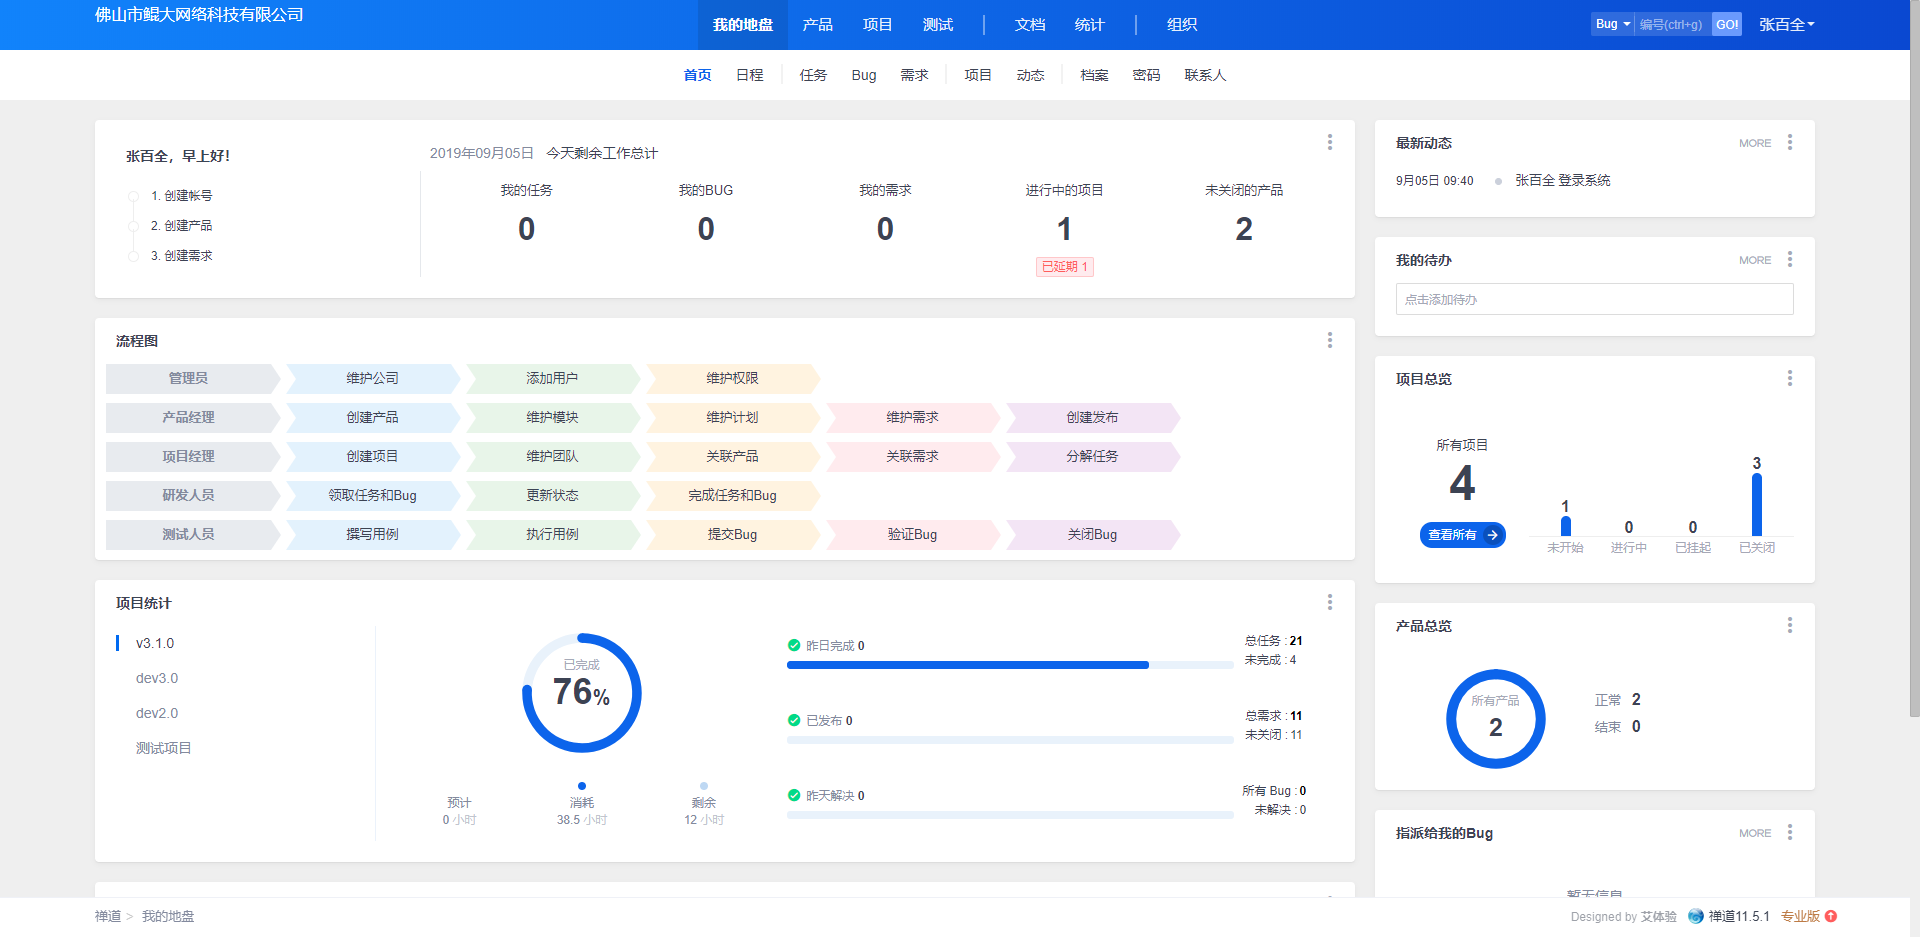 佛山市鲲大网络科技有限公司
我的地盘 产品 项目 测试 文档 统计 组织
Bug 编号(ctrl+g) GO! 张百全
首页 日程 任务 Bug 需求 项目 动态 档案 密码 联系人
张百全，早上好！
1. 创建帐号
2. 创建产品
3. 创建需求
2019年09月05日 今天剩余工作总计
我的任务 我的BUG 我的需求 进行中的项目 未关闭的产品
0 0 0 1 2
已延期 1
流程图
管理员 维护公司 添加用户 维护权限
产品经理 创建产品 维护模块 维护计划 维护需求 创建发布
项目经理 创建项目 维护团队 关联产品 关联需求 分解任务
研发人员 领取任务和Bug 更新状态 完成任务和Bug
测试人员 撰写用例 执行用例 提交Bug 验证Bug 关闭Bug
项目统计
v3.1.0
dev3.0
dev2.0
测试项目
已完成
76%
预计 消耗 剩余
0 小时 38.5 小时 12 小时
昨日完成 0
总任务 : 21
未完成 : 4
已发布 0
总需求 : 11
未关闭 : 11
昨天解决 0
所有 Bug : 0
未解决 : 0
最新动态 MORE
9月05日 09:40 张百全 登录系统
我的待办 MORE
点击添加待办
项目总览
所有项目
4
查看所有
1 0 0 3
未开始 进行中 已挂起 已关闭
产品总览
所有产品
2
正常 2
结束 0
指派给我的Bug MORE
暂无信息
禅道 > 我的地盘
Designed by 艾体验 禅道11.5.1 专业版